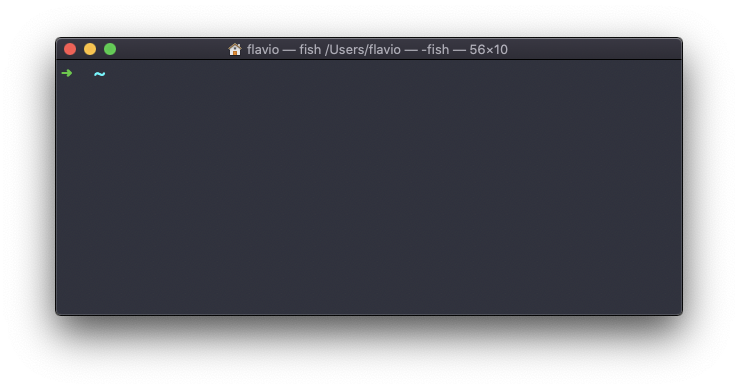 flavio — fish /Users/flavio — -fish — 56×10
➜ ~